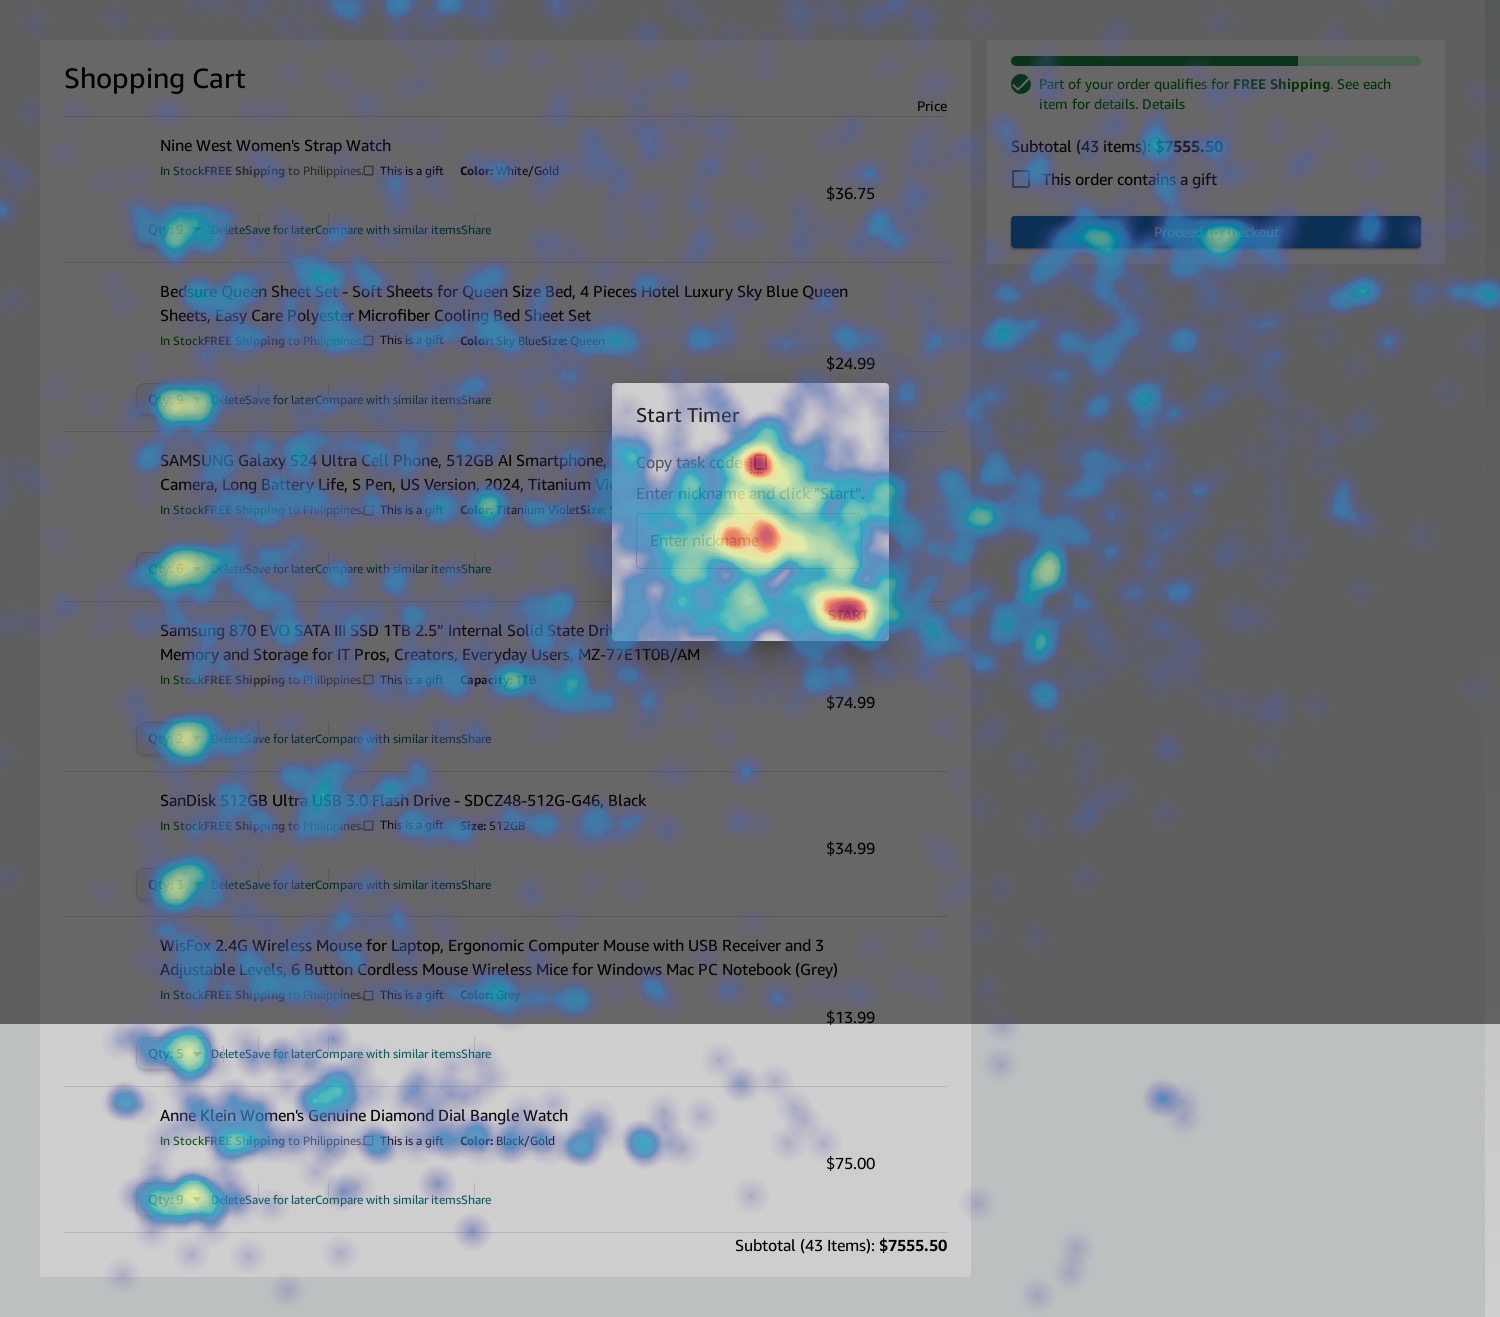 Shopping Cart
Price
Nine West Women's Strap Watch
In StockFREE Shipping to Philippines. This is a gift Color: White/Gold
$36.75
Qty: 9 DeleteSave for laterCompare with similar itemsShare
Bedsure Queen Sheet Set - Soft Sheets for Queen Size Bed, 4 Pieces Hotel Luxury Sky Blue Queen
Sheets, Easy Care Polyester Microfiber Cooling Bed Sheet Set
In StockFREE Shipping to Philippines. This is a gift Color: Sky BlueSize: Queen
$24.99
Qty: 9 DeleteSave for laterCompare with similar itemsShare
SAMSUNG Galaxy S24 Ultra Cell Phone, 512GB AI Smartphone,
Camera, Long Battery Life, S Pen, US Version, 2024, Titanium
In StockFREE Shipping to Philippines. This is a gift Color: Titanium VioletSize:
Qty: 6 DeleteSave for laterCompare with similar itemsShare
Samsung 870 EVO SATA III SSD 1TB 2.5” Internal Solid State
Memory and Storage for IT Pros, Creators, Everyday Users, MZ-77E1T0B/AM
In StockFREE Shipping to Philippines. This is a gift Capacity: 1TB
$74.99
Qty: 2 DeleteSave for laterCompare with similar itemsShare
SanDisk 512GB Ultra USB 3.0 Flash Drive - SDCZ48-512G-G46, Black
In StockFREE Shipping to Philippines. This is a gift Size: 512GB
$34.99
Qty: 3 DeleteSave for laterCompare with similar itemsShare
WisFox 2.4G Wireless Mouse for Laptop, Ergonomic Computer Mouse with USB Receiver and 3
Adjustable Levels, 6 Button Cordless Mouse Wireless Mice for Windows Mac PC Notebook (Grey)
In StockFREE Shipping to Philippines. This is a gift Color: Grey
$13.99
Qty: 5 DeleteSave for laterCompare with similar itemsShare
Anne Klein Women's Genuine Diamond Dial Bangle Watch
In StockFREE Shipping to Philippines. This is a gift Color: Black/Gold
$75.00
Qty: 9 DeleteSave for laterCompare with similar itemsShare
Subtotal (43 Items): $7555.50
Part of your order qualifies for FREE Shipping. See each
item for details. Details
Subtotal (43 items): $7555.50
This order contains a gift
Proceed to checkout
Start Timer
Copy task code
Enter nickname and click "Start".
Enter nickname
START